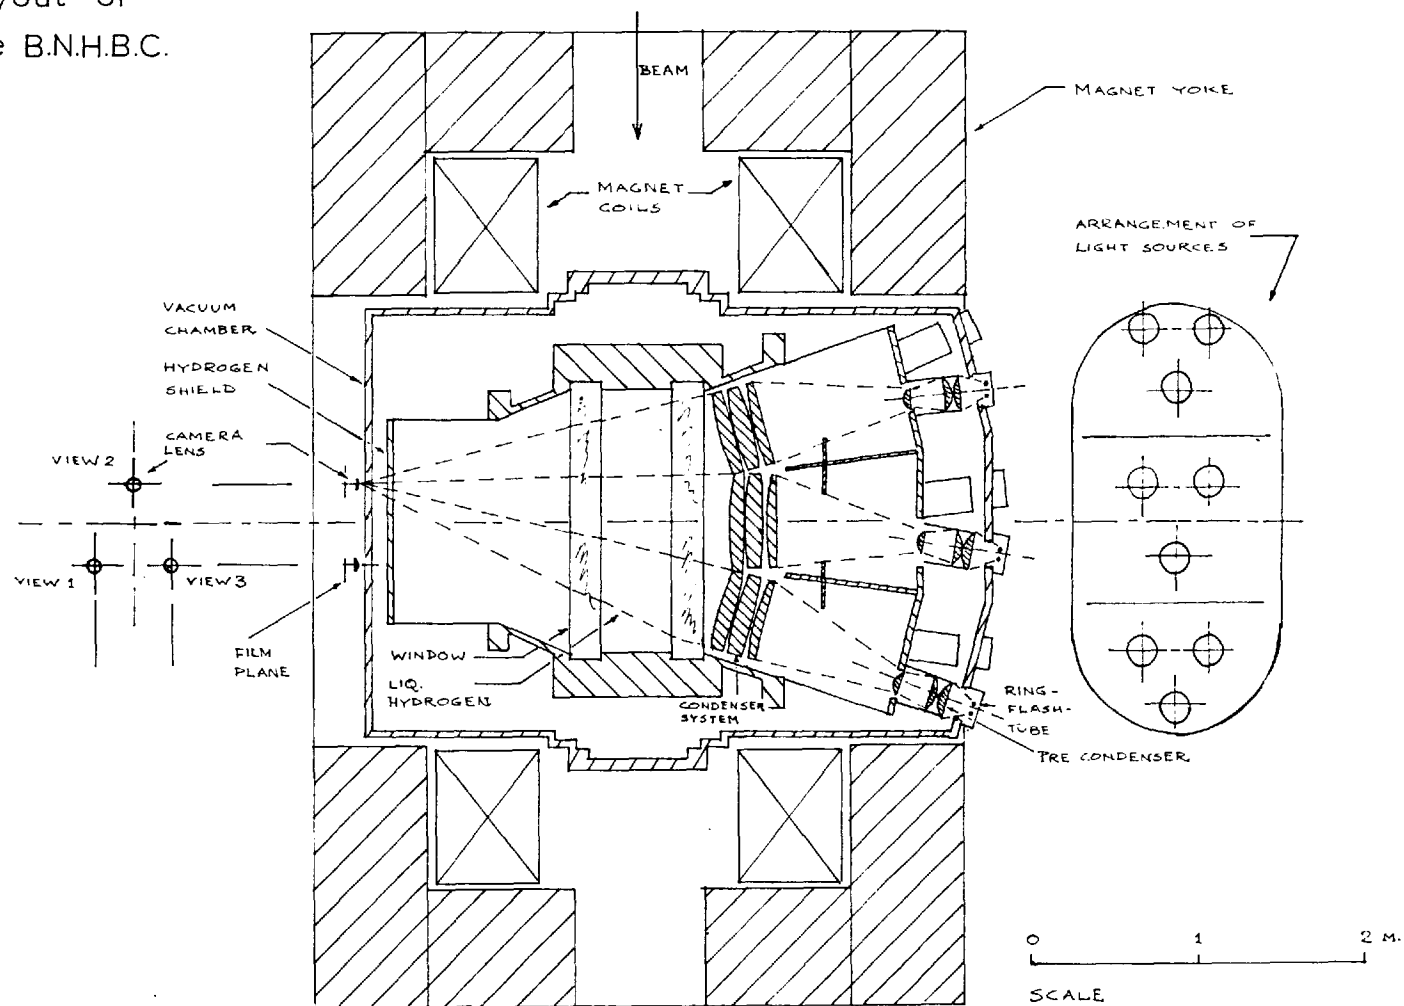 yout of
e B.N.H.B.C.
BEAM
MAGNET YOKE
MAGNET
COILS
ARRANGEMENT OF
LIGHT SOURCES
VACUUM
CHAMBER
HYDROGEN
SHIELD
CAMERA
LENS
VIEW 2
VIEW 1
VIEW 3
FILM
PLANE
WINDOW
LIQ.
HYDROGEN
CONDENSER
SYSTEM
RING-
FLASH-
TUBE
PRE CONDENSER
0 1 2 M.
SCALE